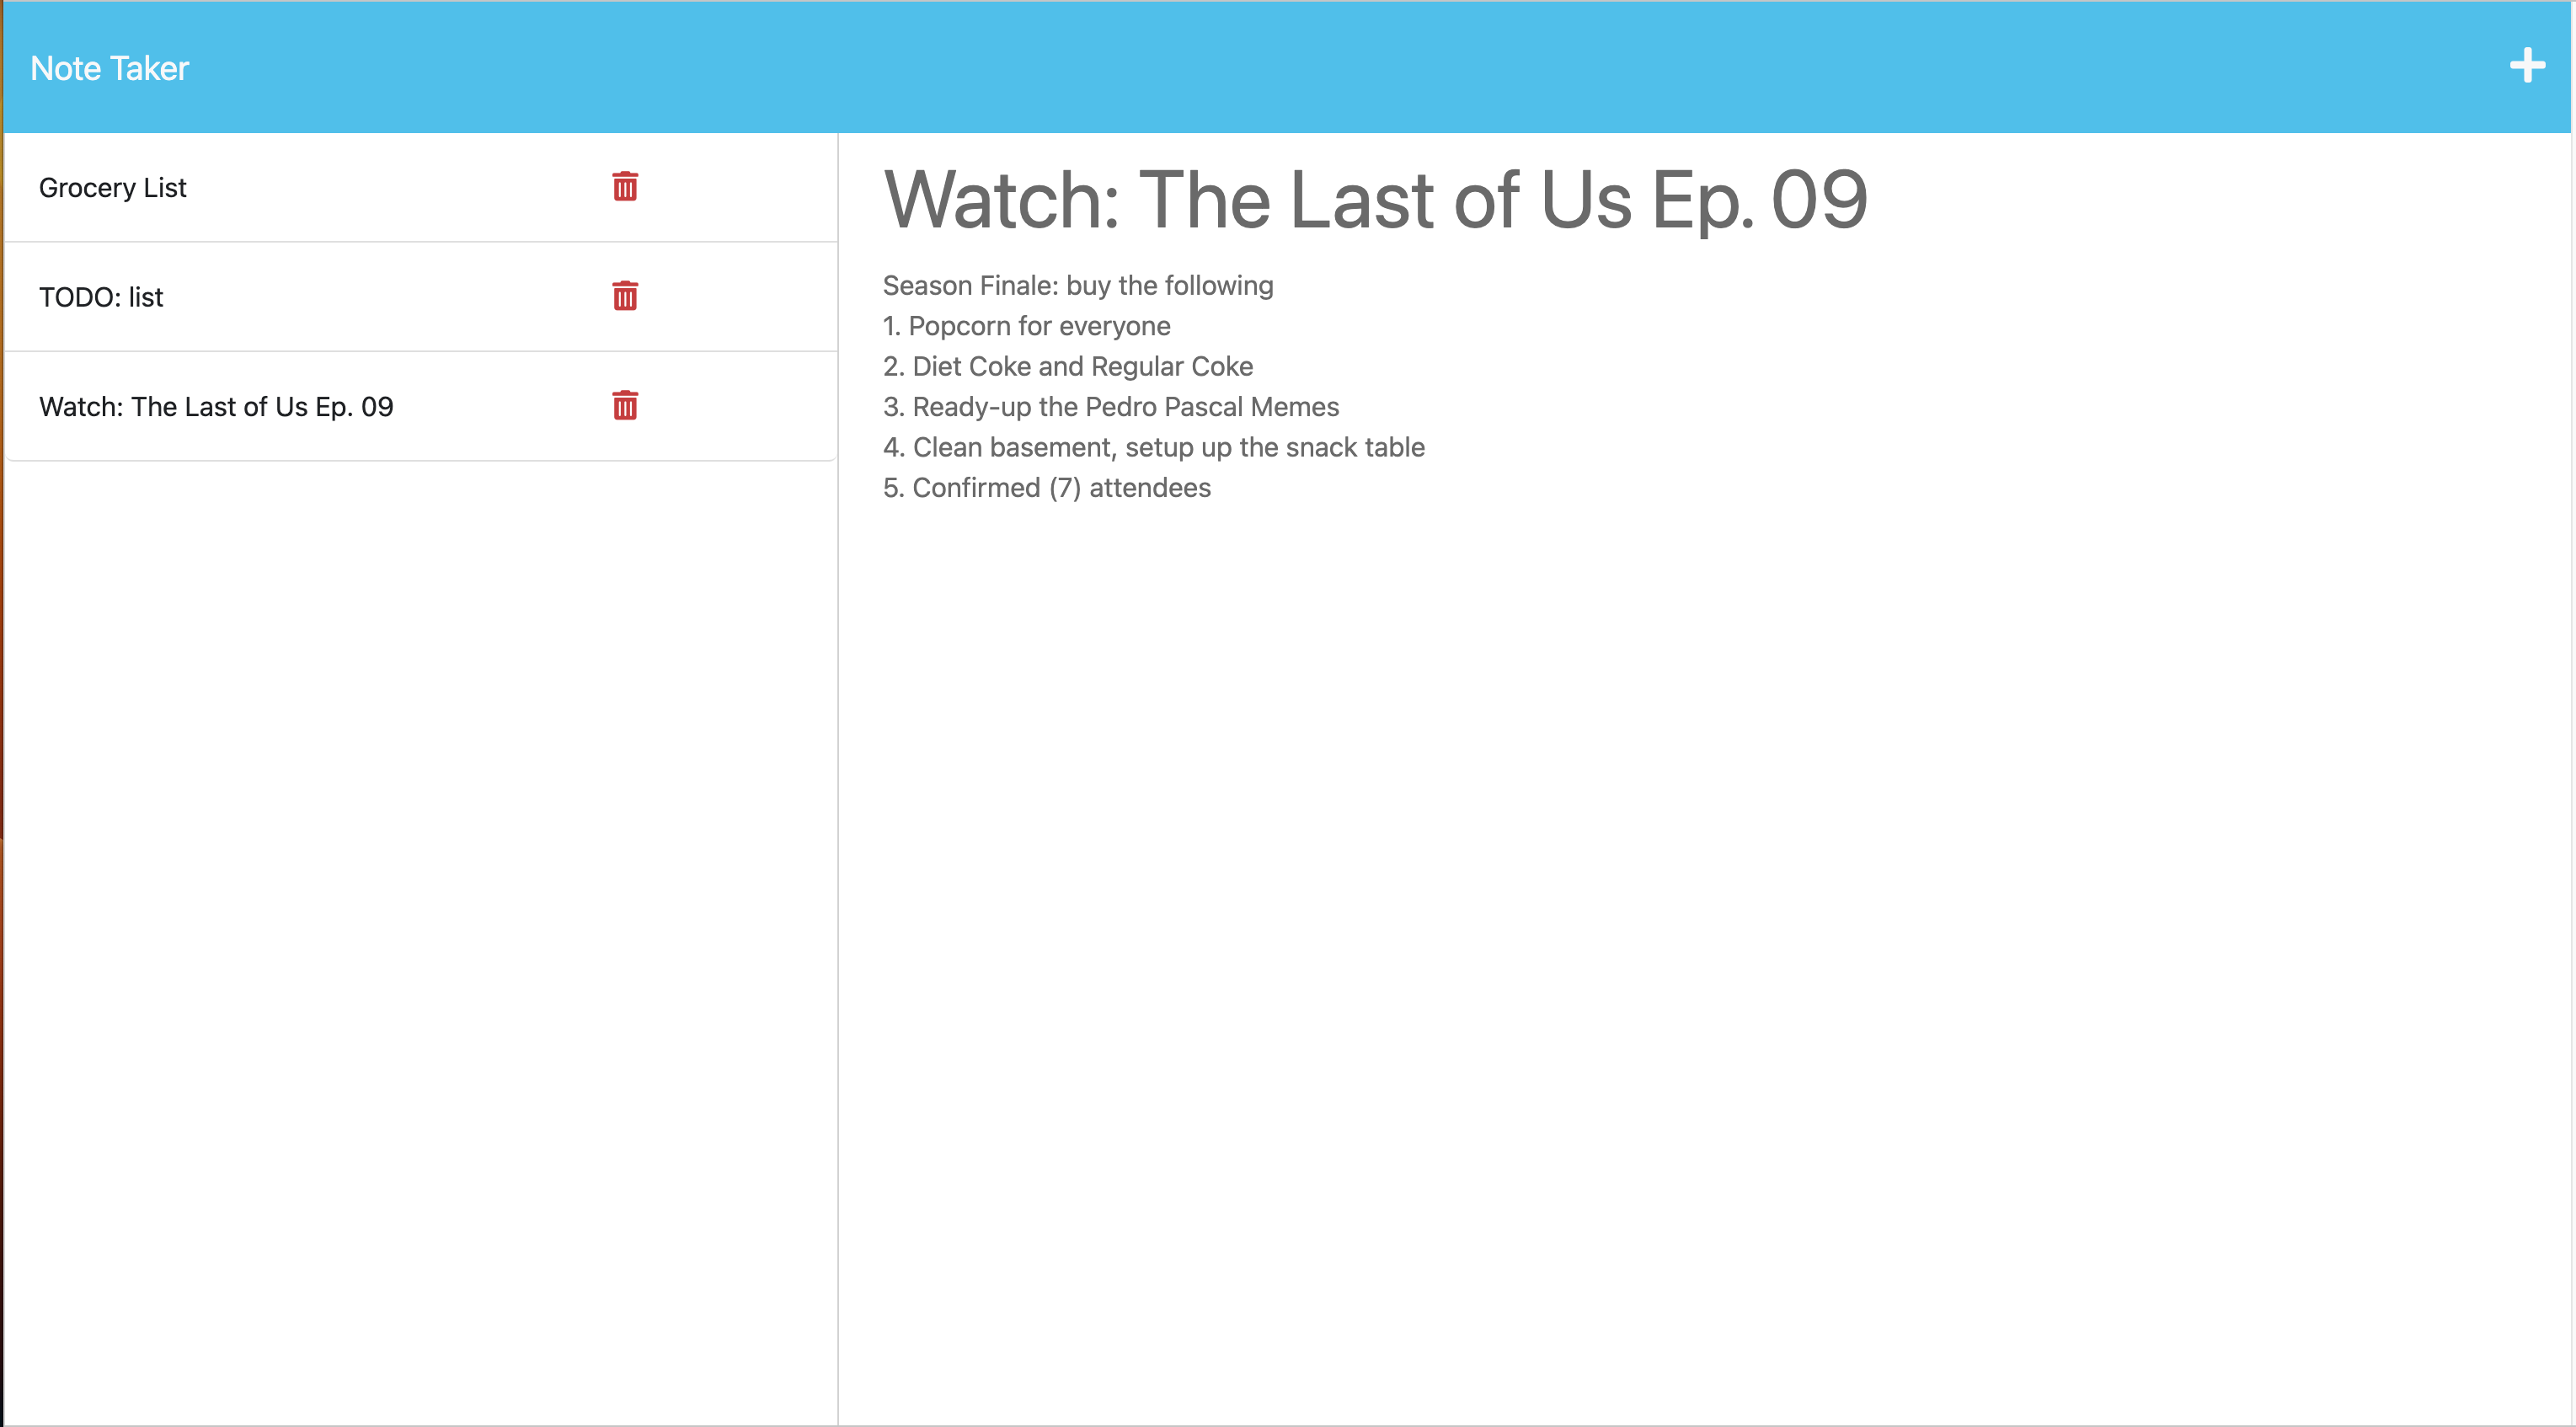 Note Taker
Grocery List
TODO: list
Watch: The Last of Us Ep. 09
Watch: The Last of Us Ep. 09
Season Finale: buy the following
1. Popcorn for everyone
2. Diet Coke and Regular Coke
3. Ready-up the Pedro Pascal Memes
4. Clean basement, setup up the snack table
5. Confirmed (7) attendees